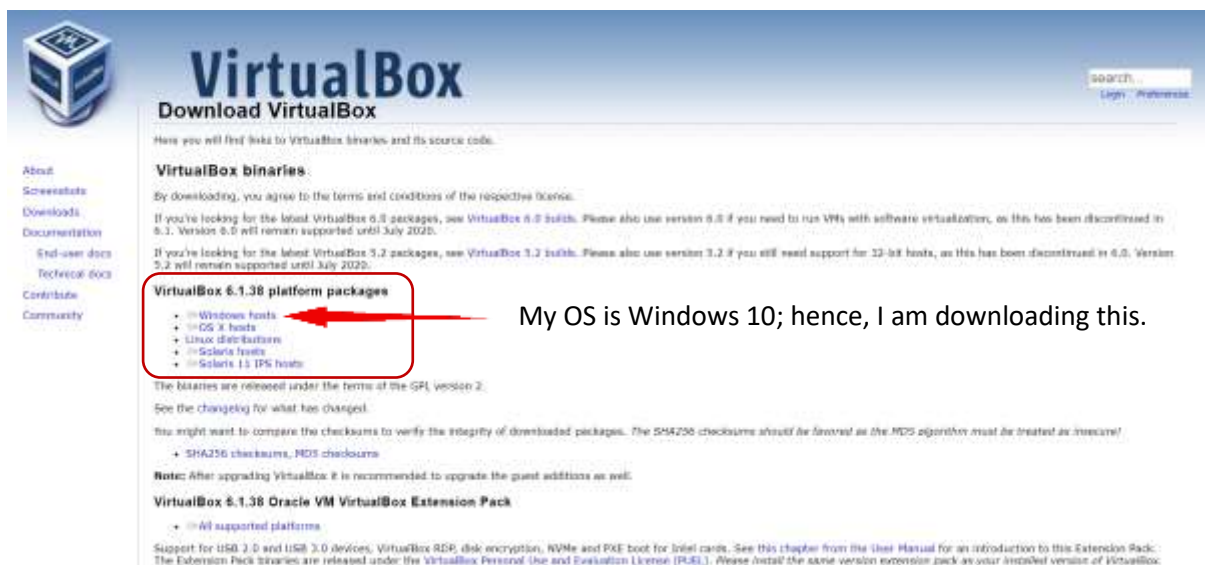 VirtualBox
search...
Login Preferences
Download VirtualBox
Here you will find links to VirtualBox binaries and its source code.
About
Screenshots
Downloads
Documentation
End-user docs
Technical docs
Contribute
Community
VirtualBox binaries
By downloading, you agree to the terms and conditions of the respective license.
If you're looking for the latest VirtualBox 6.0 packages, see VirtualBox 6.0 builds. Please also use version 6.0 if you need to run VMs with software virtualization, as this has been discontinued in
6.1. Version 6.0 will remain supported until July 2020.
If you're looking for the latest VirtualBox 5.2 packages, see VirtualBox 5.2 builds. Please also use version 5.2 if you still need support for 32-bit hosts, as this has been discontinued in 6.0. Version
5.2 will remain supported until July 2020.
VirtualBox 6.1.38 platform packages
Windows hosts
OS X hosts
Linux distributions
Solaris hosts
Solaris 11 IPS hosts
My OS is Windows 10; hence, I am downloading this.
The binaries are released under the terms of the GPL version 2.
See the changelog for what has changed.
You might want to compare the checksums to verify the integrity of downloaded packages. The SHA256 checksums should be favored as the MD5 algorithm must be treated as insecure!
SHA256 checksums, MD5 checksums
Note: After upgrading VirtualBox it is recommended to upgrade the guest additions as well.
VirtualBox 6.1.38 Oracle VM VirtualBox Extension Pack
All supported platforms
Support for USB 2.0 and USB 3.0 devices, VirtualBox RDP, disk encryption, NVMe and PXE boot for Intel cards. See this chapter from the User Manual for an introduction to this Extension Pack.
The Extension Pack binaries are released under the VirtualBox Personal Use and Evaluation License (PUEL). Please install the same version extension pack as your installed version of VirtualBox.